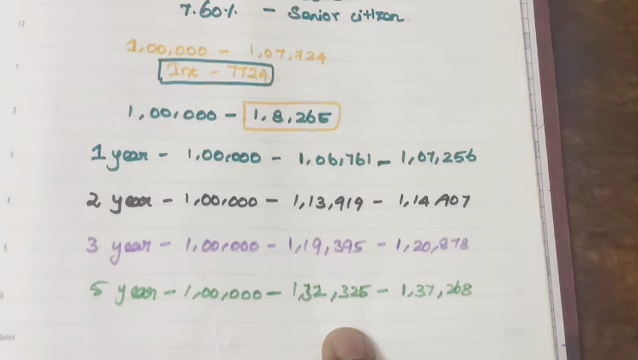 7.60% - Senior citizen
1,00,000 - 1,07,724
Int - 7724
1,00,000 - 1,8,265
1 year - 1,00,000 - 1,06,761 - 1,07,256
2 year - 1,00,000 - 1,13,919 - 1,14,907
3 year - 1,00,000 - 1,19,395 - 1,20,878
5 year - 1,00,000 - 1,32,325 - 1,37,268